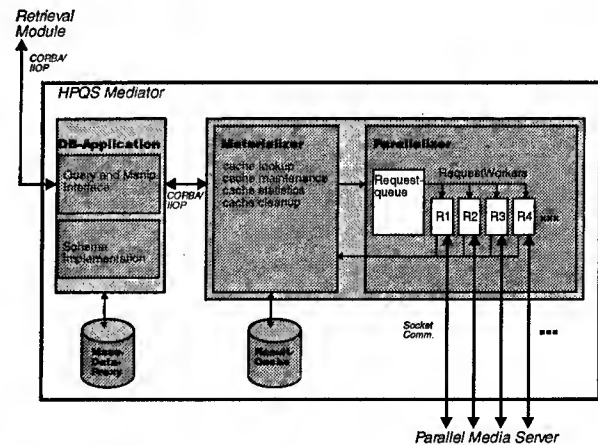 Retrieval
Module
CORBA/
IIOP
HPQS Mediator
DB-Application
Query and Manip.
Interface
Schema
Implementation
CORBA/
IIOP
Materializer
cache lookup
cache maintenance
cache statistics
cache cleanup
Parallelizer
Request-
queue
RequestWorkers
R1
R2
R3
R4
Data-
Proxy
Socket
Comm.
Parallel Media Server